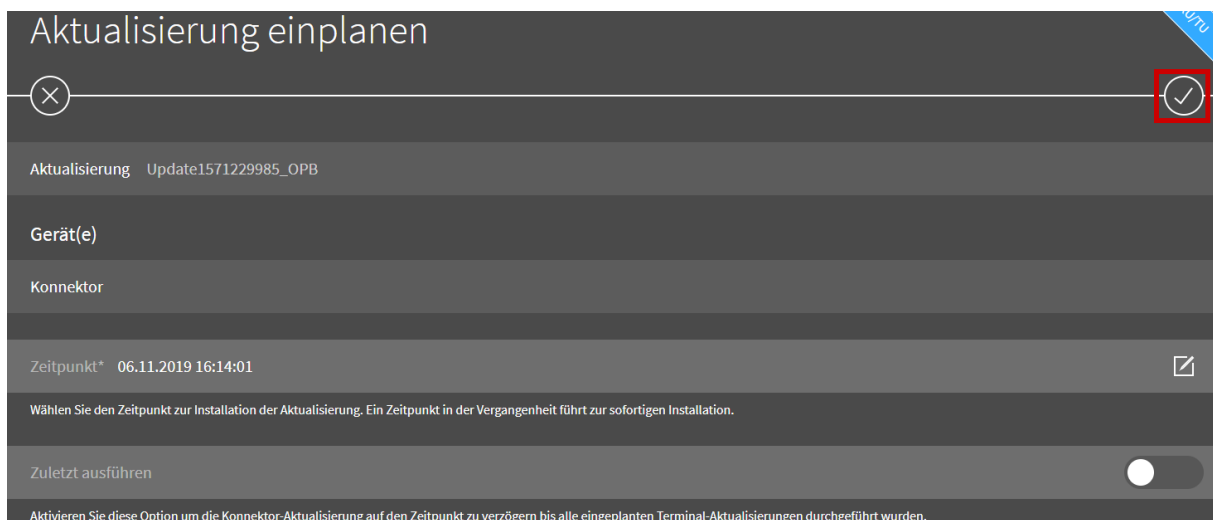 Aktualisierung einplanen
Aktualisierung Update1571229985_OPB
Gerät(e)
Konnektor
Zeitpunkt* 06.11.2019 16:14:01
Wählen Sie den Zeitpunkt zur Installation der Aktualisierung. Ein Zeitpunkt in der Vergangenheit führt zur sofortigen Installation.
Zuletzt ausführen
Aktivieren Sie diese Option um die Konnektor-Aktualisierung auf den Zeitpunkt zu verzögern bis alle eingeplanten Terminal-Aktualisierungen durchgeführt wurden.